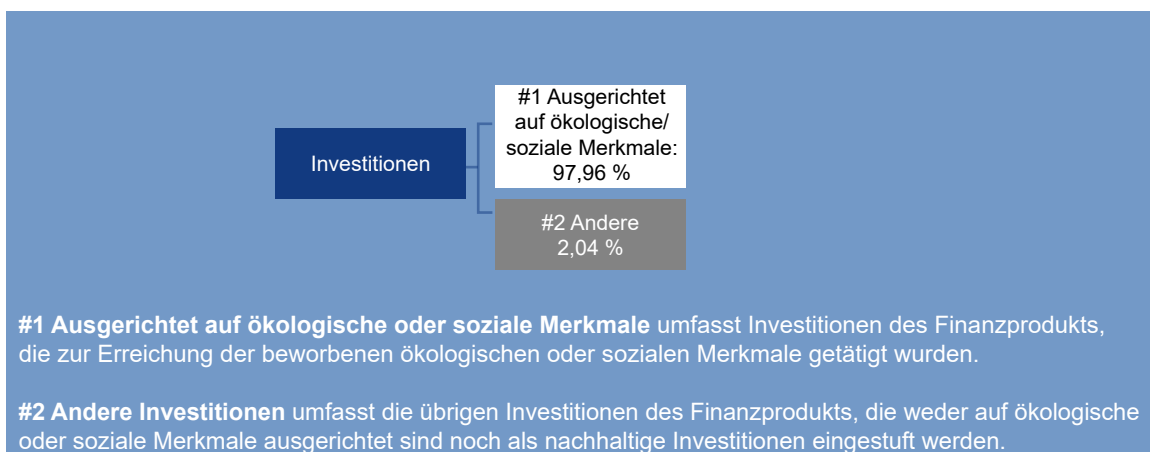 #1 Ausgerichtet
auf ökologische/
soziale Merkmale:
97,96 %
Investitionen
#2 Andere
2,04 %
#1 Ausgerichtet auf ökologische oder soziale Merkmale umfasst Investitionen des Finanzprodukts,
die zur Erreichung der beworbenen ökologischen oder sozialen Merkmale getätigt wurden.
#2 Andere Investitionen umfasst die übrigen Investitionen des Finanzprodukts, die weder auf ökologische
oder soziale Merkmale ausgerichtet sind noch als nachhaltige Investitionen eingestuft werden.